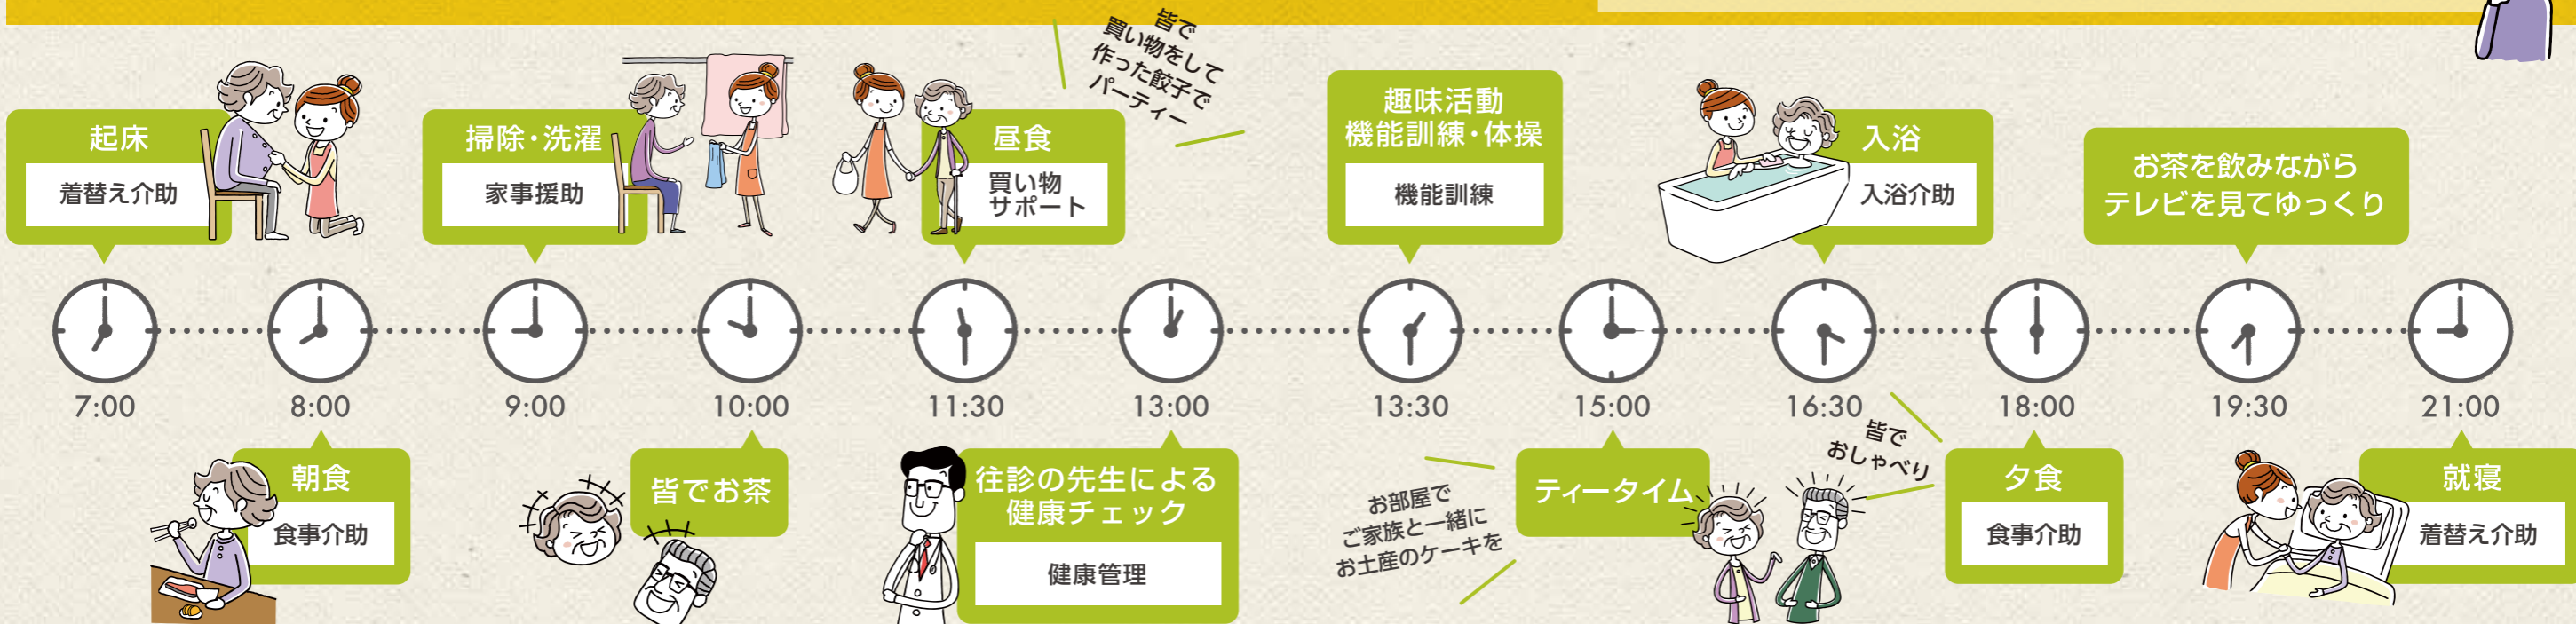 起床
着替え介助
7:00
8:00
朝食
食事介助
掃除・洗濯
家事援助
9:00
10:00
皆でお茶
皆で
買い物をして
作った餃子で
パーティー
昼食
買い物
サポート
11:30
13:00
往診の先生による
健康チェック
健康管理
趣味活動
機能訓練・体操
機能訓練
13:30
15:00
ティータイム
お部屋で
ご家族と一緒に
お土産のケーキを
入浴
入浴介助
16:30
18:00
皆で
おしゃべり
夕食
食事介助
お茶を飲みながら
テレビを見てゆっくり
19:30
21:00
就寝
着替え介助